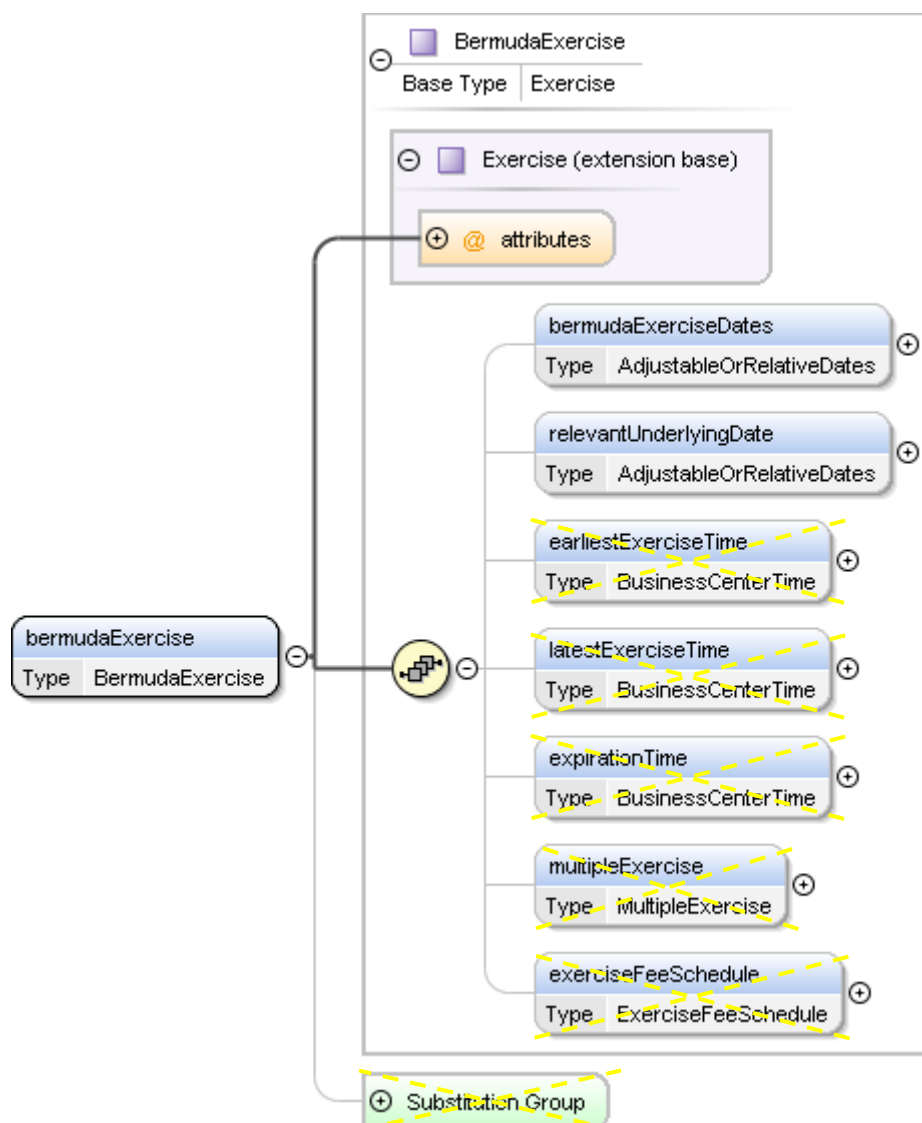 BermudaExercise
Base Type Exercise
Exercise (extension base)
@ attributes
bermudaExerciseDates
Type AdjustableOrRelativeDates
relevantUnderlyingDate
Type AdjustableOrRelativeDates
earliestExerciseTime
Type BusinessCenterTime
bermudaExercise
Type BermudaExercise
latestExerciseTime
Type BusinessCenterTime
expirationTime
Type BusinessCenterTime
multipleExercise
Type MultipleExercise
exerciseFeeSchedule
Type ExerciseFeeSchedule
Substitution Group